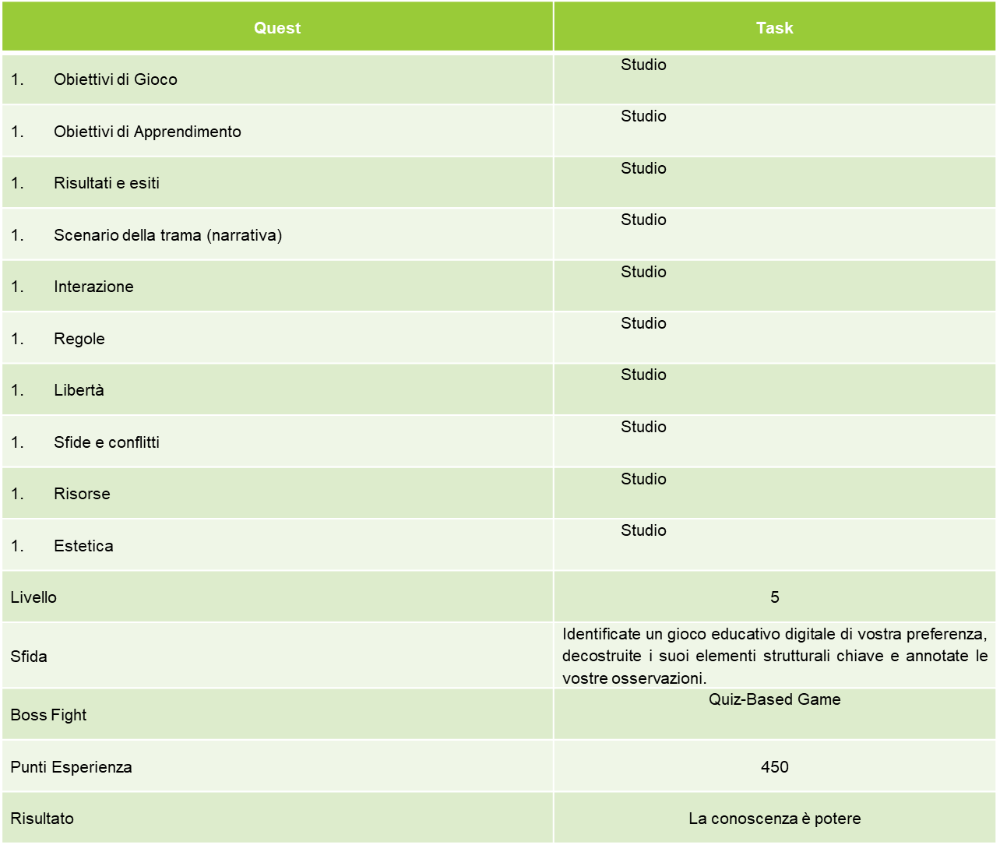 Quest Task
1. Obiettivi di Gioco Studio
1. Obiettivi di Apprendimento Studio
1. Risultati e esiti Studio
1. Scenario della trama (narrativa) Studio
1. Interazione Studio
1. Regole Studio
1. Libertà Studio
1. Sfide e conflitti Studio
1. Risorse Studio
1. Estetica Studio
Livello 5
Sfida
Identificate un gioco educativo digitale di vostra preferenza,
decostruite i suoi elementi strutturali chiave e annotate le
vostre osservazioni.
Boss Fight Quiz-Based Game
Punti Esperienza 450
Risultato La conoscenza è potere